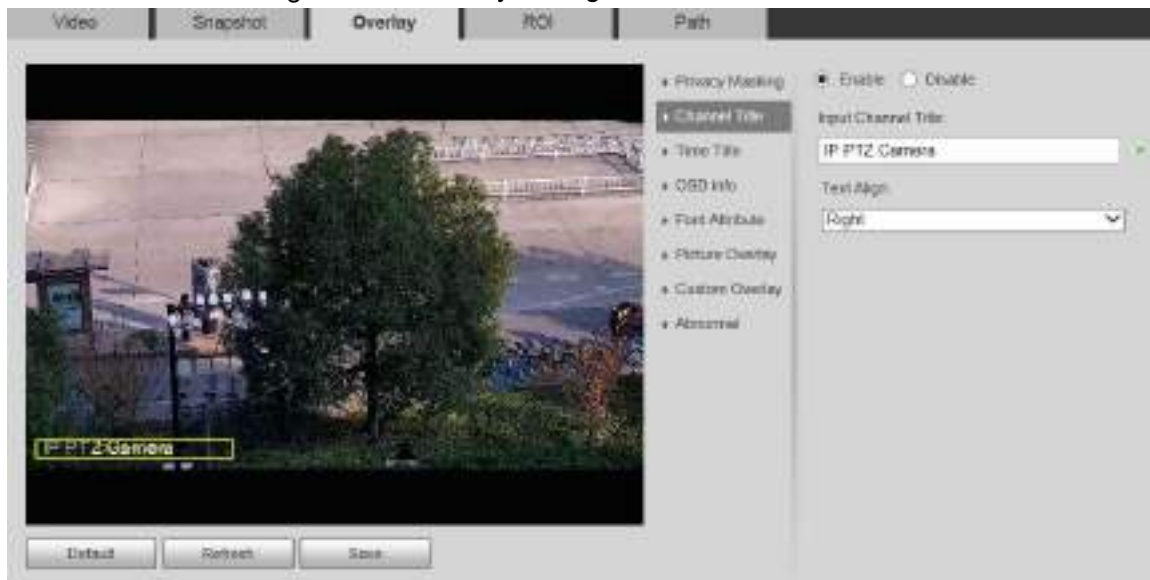 Video Snapshot Overlay ROI Path
Privacy Masking
Channel Title
Time Title
OSD Info
Font Attribute
Picture Overlay
Custom Overlay
Abnormal
Enable Disable
Input Channel Title
IP PTZ Camera
Text Align
Right
IP PTZ Camera
Default Refresh Save